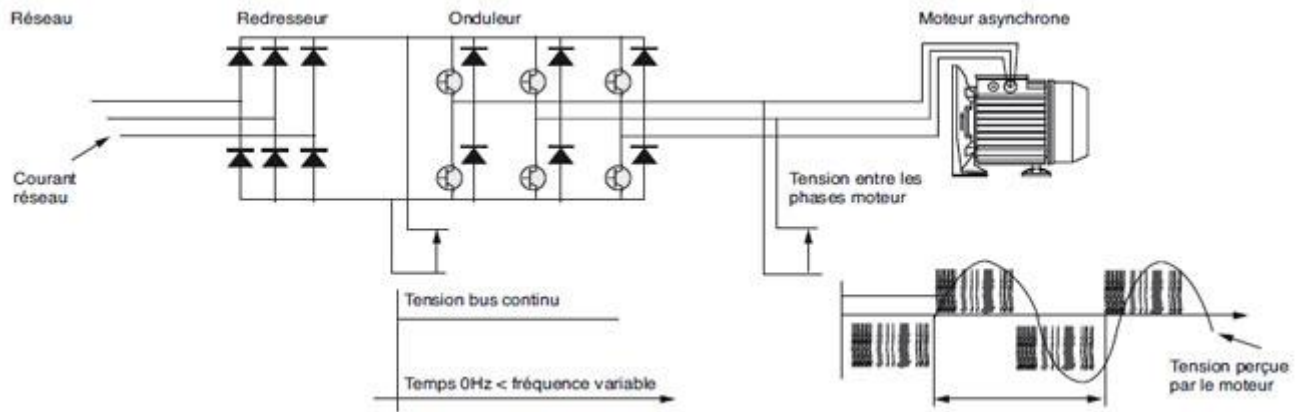 Réseau
Redresseur
Onduleur
Moteur asynchrone
Courant
réseau
Tension entre les
phases moteur
Tension bus continu
Temps 0Hz < fréquence variable
Tension perçue
par le moteur